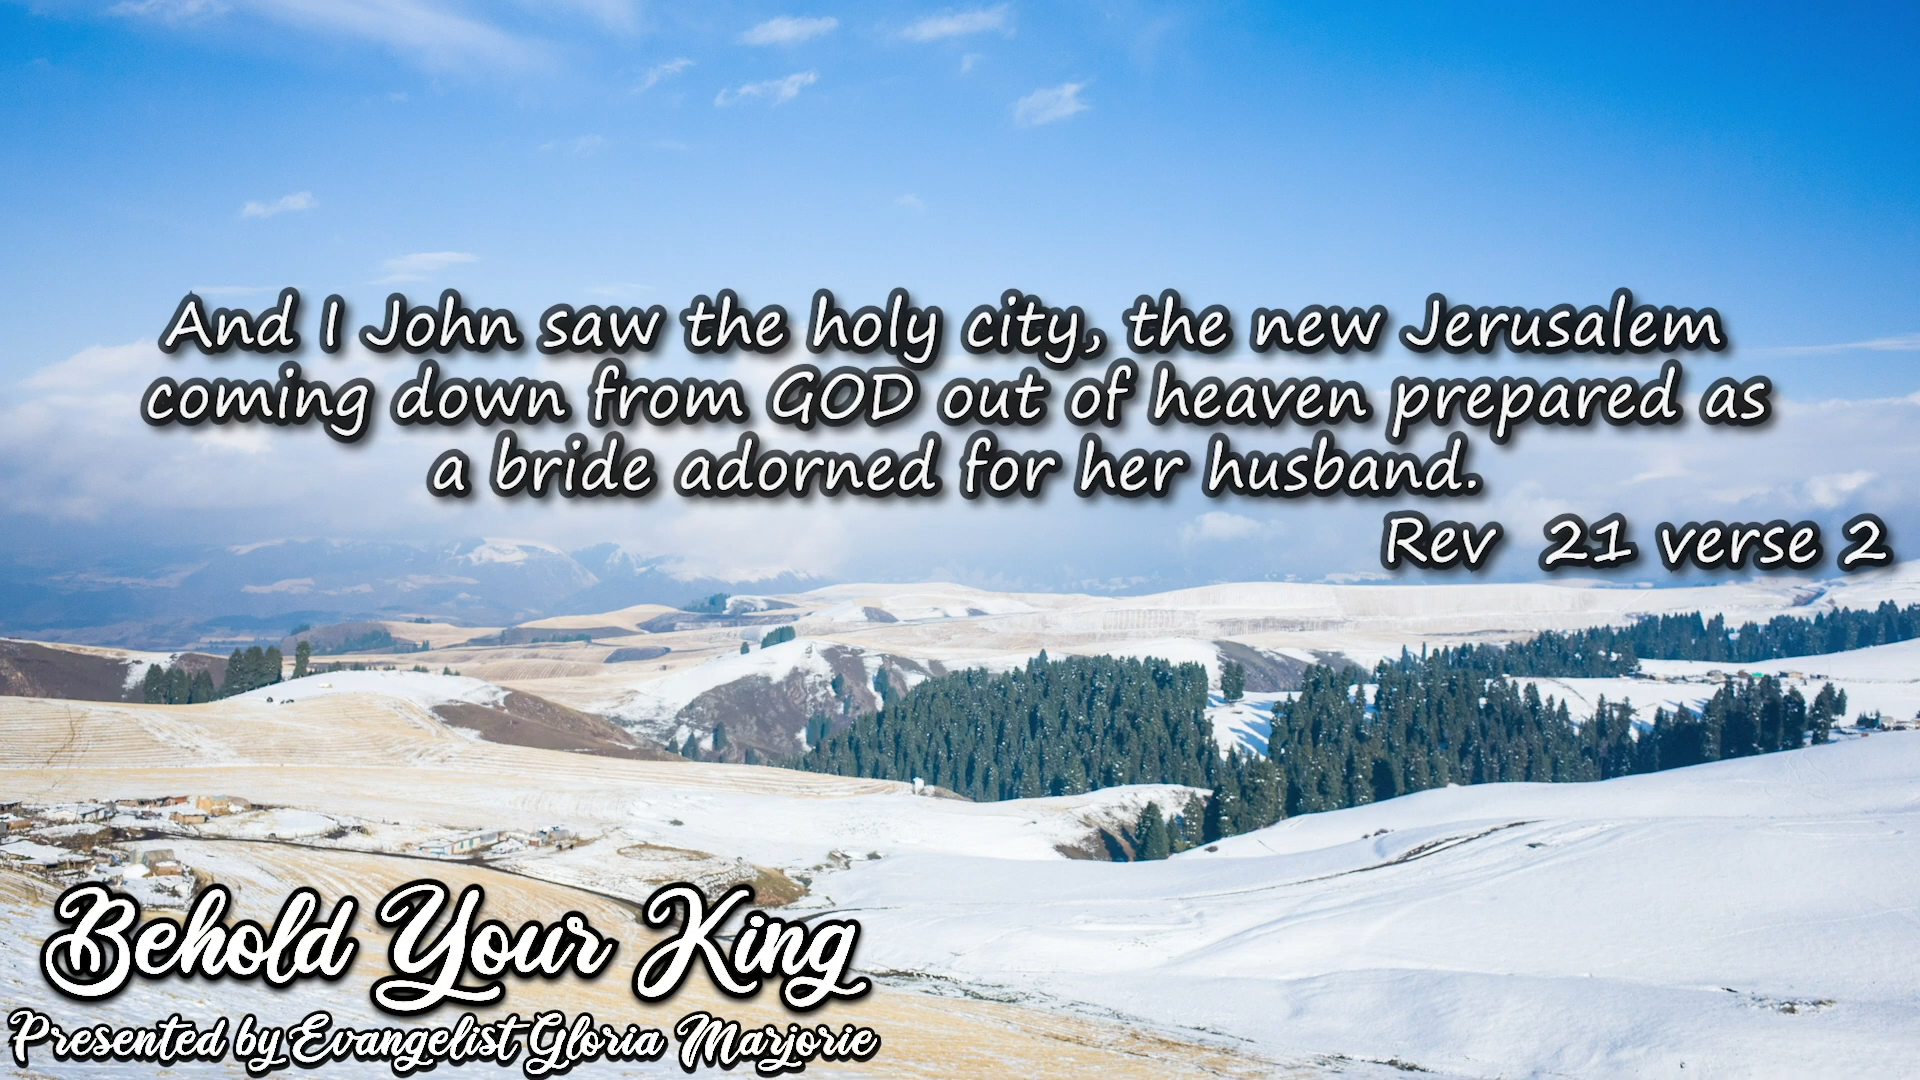 And I John saw the holy city, the new Jerusalem
coming down from GOD out of heaven prepared as
a bride adorned for her husband.
Rev 21 verse 2
Behold Your King
Presented by Evangelist Gloria Marjorie